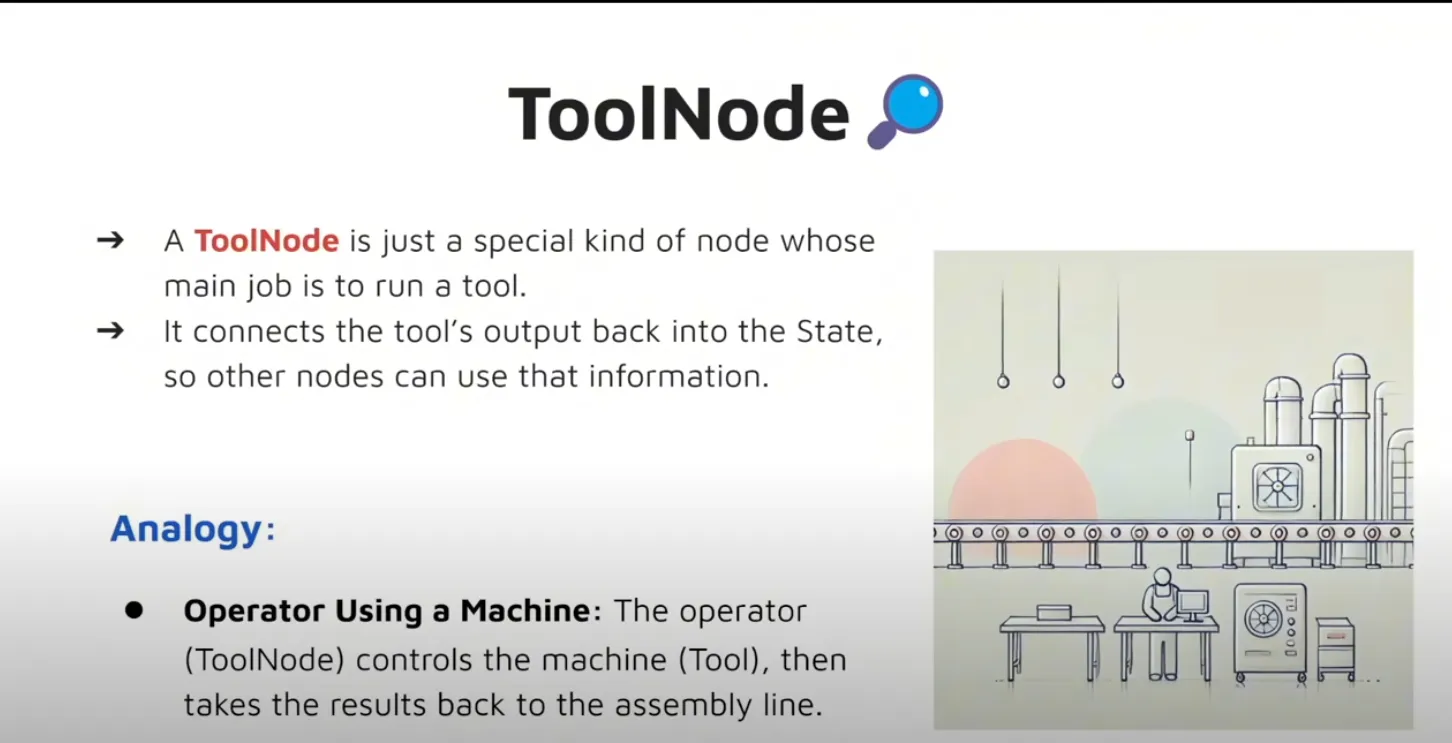 ToolNode
➔ A ToolNode is just a special kind of node whose
main job is to run a tool.
➔ It connects the tool’s output back into the State,
so other nodes can use that information.
Analogy:
● Operator Using a Machine: The operator
(ToolNode) controls the machine (Tool), then
takes the results back to the assembly line.